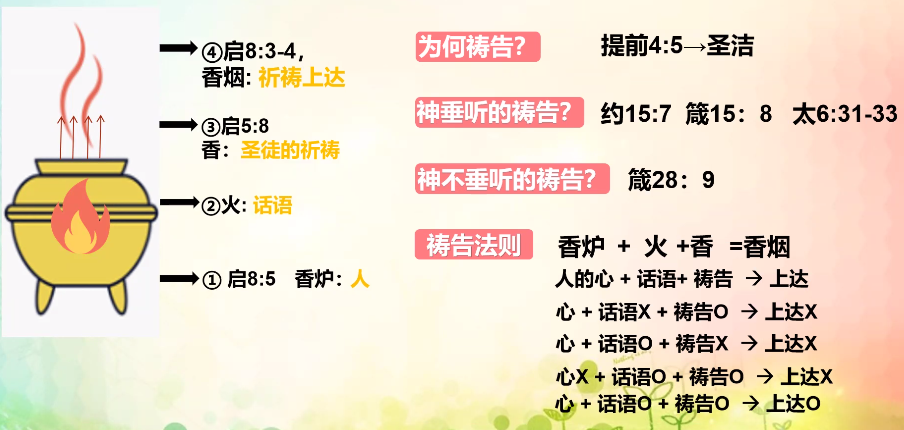 ④启8:3-4，
香烟: 祈祷上达
③启5:8
香：圣徒的祈祷
②火: 话语
① 启8:5 香炉：人
为何祷告? 提前4:5→圣洁
神垂听的祷告? 约15:7 箴15：8 太6:31-33
神不垂听的祷告? 箴28：9
祷告法则 香炉 + 火 +香 =香烟
人的心 + 话语+ 祷告 → 上达
心 + 话语X + 祷告O → 上达X
心 + 话语O + 祷告X → 上达X
心X + 话语O + 祷告O → 上达X
心 + 话语O + 祷告O → 上达O